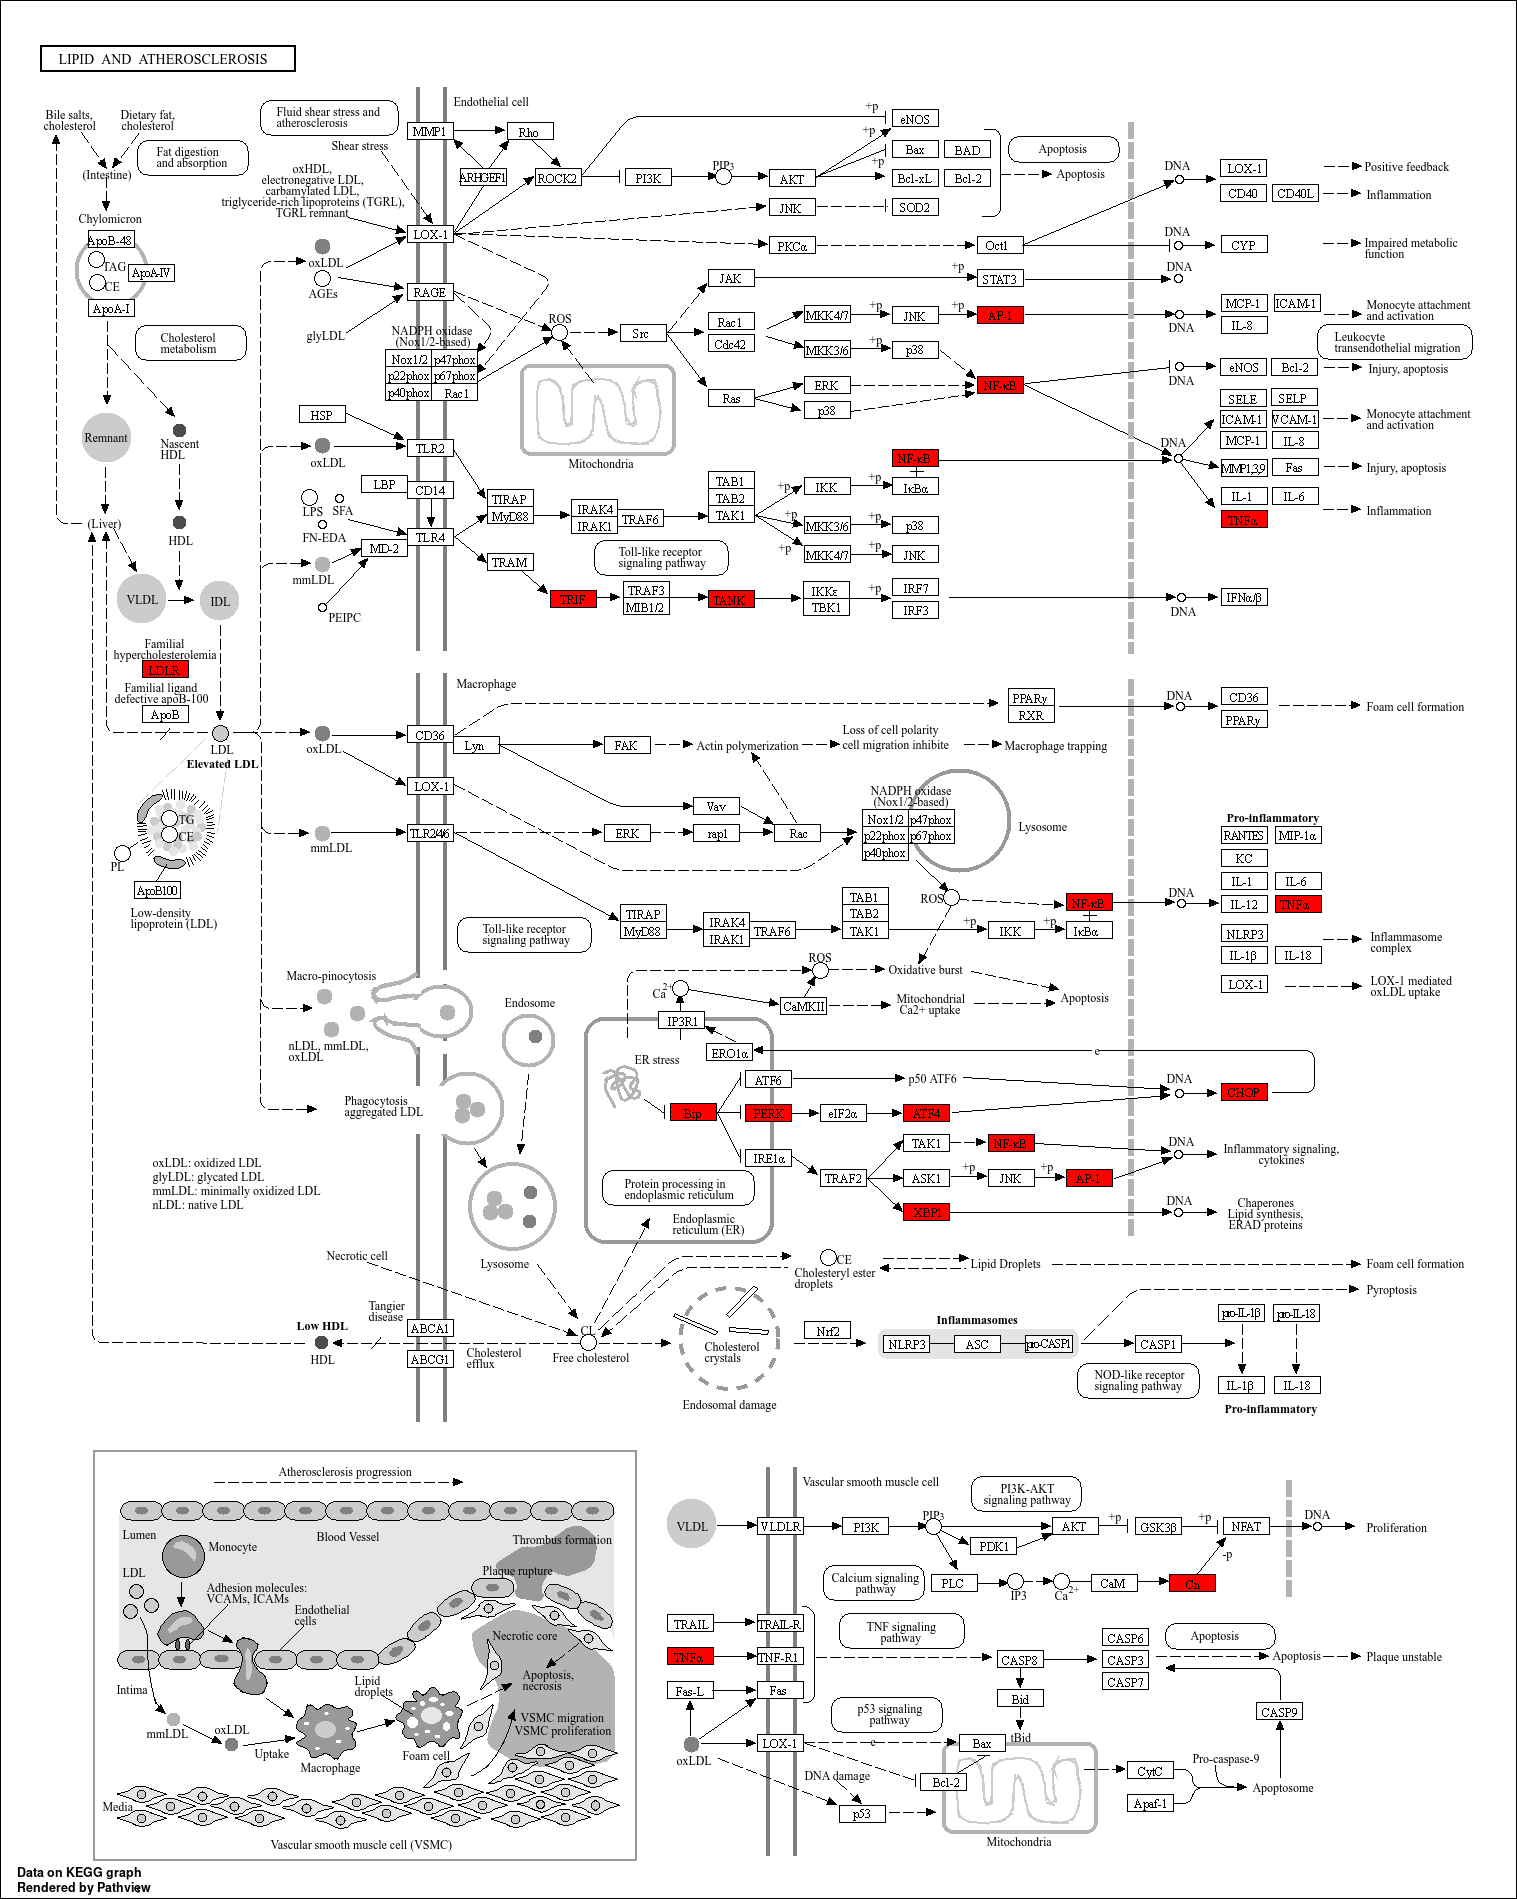 LIPID AND ATHEROSCLEROSIS
Bile salts,
cholesterol
Dietary fat,
cholesterol
Fat digestion
and absorption
(Intestine)
Chylomicron
ApoB-48
TAG
CE
ApoA-IV
ApoA-I
Cholesterol
metabolism
Remnant
Nascent
HDL
(Liver)
HDL
VLDL
IDL
Familial
hypercholesterolemia
LDLR
Familial ligand
defective apoB-100
ApoB
LDL
Elevated LDL
TG
CE
PL
ApoB100
Low-density
lipoprotein (LDL)
oxLDL: oxidized LDL
glyLDL: glycated LDL
mmLDL: minimally oxidized LDL
nLDL: native LDL
Fluid shear stress and
atherosclerosis
Shear stress
oxHDL,
electronegative LDL,
carbamylated LDL,
triglyceride-rich lipoproteins (TGRL),
TGRL remnant
oxLDL
AGEs
glyLDL
Endothelial cell
MMP1
Rho
ARHGEF1
ROCK2
PI3K
PIP3
AKT
+p
+p
+p
eNOS
Bax
BAD
Bcl-xL
Bcl-2
Apoptosis
Apoptosis
JNK
SOD2
LOX-1
PKCα
Oct1
RAGE
NADPH oxidase
(Nox1/2-based)
Nox1/2
p47phox
p22phox
p67phox
p40phox
Rac1
ROS
Src
Mitochondria
JAK
+p
STAT3
Rac1
Cdc42
MKK4/7
+p
JNK
+p
AP-1
MKK3/6
+p
p38
Ras
ERK
p38
NF-κB
DNA
LOX-1
Positive feedback
CD40
CD40L
Inflammation
DNA
CYP
Impaired metabolic
function
DNA
DNA
MCP-1
ICAM-1
IL-8
Monocyte attachment
and activation
Leukocyte
transendothelial migration
DNA
eNOS
Bcl-2
Injury, apoptosis
SELE
SELP
ICAM-1
VCAM-1
MCP-1
IL-8
Monocyte attachment
and activation
DNA
MMP1,3,9
Fas
Injury, apoptosis
IL-1
IL-6
TNFα
Inflammation
HSP
oxLDL
TLR2
LBP
CD14
LPS
SFA
FN-EDA
TLR4
MD-2
mmLDL
PEIPC
TIRAP
MyD88
IRAK4
IRAK1
TRAF6
TAB1
TAB2
TAK1
+p
IKK
+p
NF-κB
IκBα
+p
MKK3/6
+p
p38
+p
MKK4/7
+p
JNK
Toll-like receptor
signaling pathway
TRAM
TRIF
TRAF3
MIB1/2
TANK
IKKε
TBK1
+p
IRF7
IRF3
DNA
IFNα/β
Macrophage
oxLDL
CD36
Lyn
FAK
Actin polymerization
Loss of cell polarity
cell migration inhibite
Macrophage trapping
PPARγ
RXR
DNA
CD36
PPARγ
Foam cell formation
LOX-1
mmLDL
TLR2/4/6
Vav
ERK
rap1
Rac
NADPH oxidase
(Nox1/2-based)
Nox1/2
p47phox
p22phox
p67phox
p40phox
Lysosome
ROS
Toll-like receptor
signaling pathway
TIRAP
MyD88
IRAK4
IRAK1
TRAF6
TAB1
TAB2
TAK1
+p
IKK
+p
NF-κB
IκBα
DNA
Pro-inflammatory
RANTES
MIP-1α
KC
IL-1
IL-6
IL-12
TNFα
NLRP3
IL-1β
IL-18
Inflammasome
complex
LOX-1
LOX-1 mediated
oxLDL uptake
Macro-pinocytosis
nLDL, mmLDL,
oxLDL
Endosome
Phagocytosis
aggregated LDL
Lysosome
ROS
Oxidative burst
Ca2+
CaMKII
Mitochondrial
Ca2+ uptake
Apoptosis
IP3R1
ER stress
ERO1α
e
ATF6
p50 ATF6
Bip
PERK
eIF2α
ATF4
DNA
CHOP
IRE1α
TRAF2
TAK1
NF-κB
ASK1
+p
JNK
+p
AP-1
XBP1
DNA
Inflammatory signaling,
cytokines
DNA
Chaperones
Lipid synthesis,
ERAD proteins
Protein processing in
endoplasmic reticulum
Endoplasmic
reticulum (ER)
Necrotic cell
Tangier
disease
Low HDL
HDL
ABCA1
ABCG1
Cholesterol
efflux
CL
Free cholesterol
CE
Cholesteryl ester
droplets
Lipid Droplets
Foam cell formation
Cholesterol
crystals
Endosomal damage
Nrf2
Inflammasomes
NLRP3
ASC
pro-CASP1
CASP1
Pyroptosis
pro-IL-1β
pro-IL-18
IL-1β
IL-18
Pro-inflammatory
NOD-like receptor
signaling pathway
Atherosclerosis progression
Lumen
Blood Vessel
Monocyte
LDL
Adhesion molecules:
VCAMs, ICAMs
Endothelial
cells
Thrombus formation
Plaque rupture
Necrotic core
Apoptosis,
necrosis
Lipid
droplets
Intima
mmLDL
oxLDL
Uptake
Macrophage
Foam cell
VSMC migration
VSMC proliferation
Media
Vascular smooth muscle cell (VSMC)
Vascular smooth muscle cell
PI3K-AKT
signaling pathway
VLDL
VLDLR
PI3K
PIP3
PDK1
AKT
+p
GSK3β
+p
NFAT
DNA
Proliferation
-p
Calcium signaling
pathway
PLC
IP3
Ca2+
CaM
Cn
TRAIL
TRAIL-R
TNFα
TNF-R1
Fas-L
Fas
TNF signaling
pathway
CASP8
CASP6
CASP3
CASP7
Apoptosis
Apoptosis
Plaque unstable
Bid
tBid
p53 signaling
pathway
oxLDL
LOX-1
e
Bax
Bcl-2
DNA damage
p53
Mitochondria
CytC
Apaf-1
Pro-caspase-9
Apoptosome
CASP9
Data on KEGG graph
Rendered by Pathview